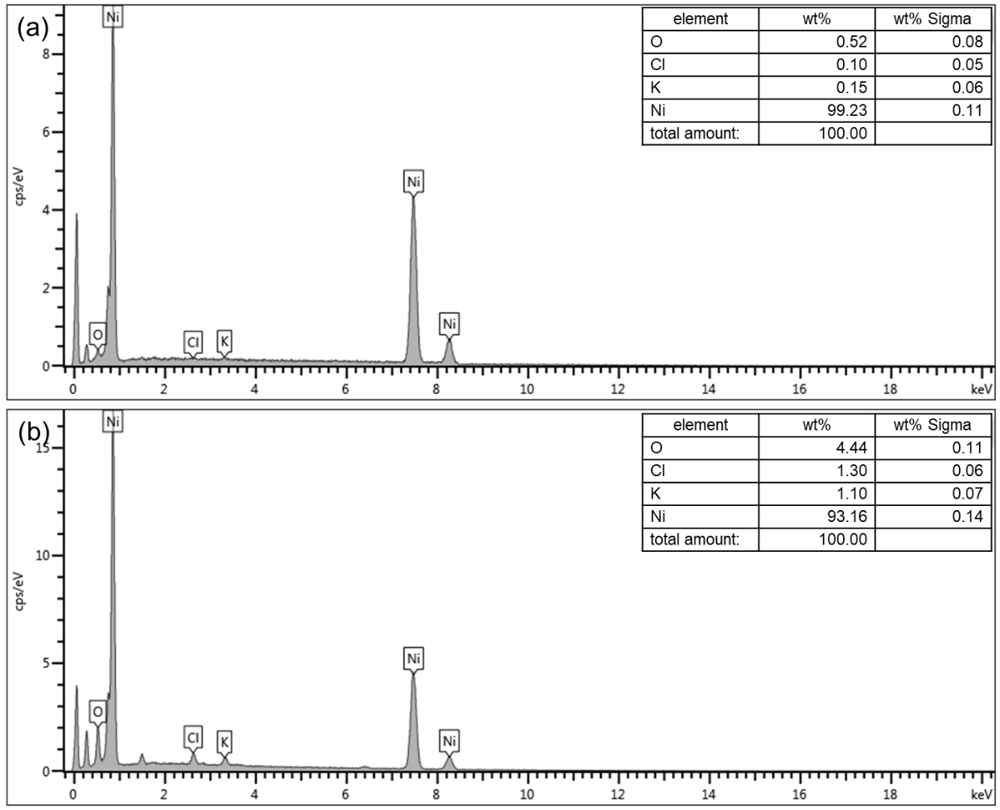 (a)
Ni
8
6
4
2
0
cps/eV
O
Cl
K
Ni
Ni
0 2 4 6 8 10 12 14 16 18 keV
element wt% wt% Sigma
O 0.52 0.08
Cl 0.10 0.05
K 0.15 0.06
Ni 99.23 0.11
total amount: 100.00
(b)
Ni
15
10
5
0
cps/eV
O
Cl
K
Ni
Ni
0 2 4 6 8 10 12 14 16 18 keV
element wt% wt% Sigma
O 4.44 0.11
Cl 1.30 0.06
K 1.10 0.07
Ni 93.16 0.14
total amount: 100.00